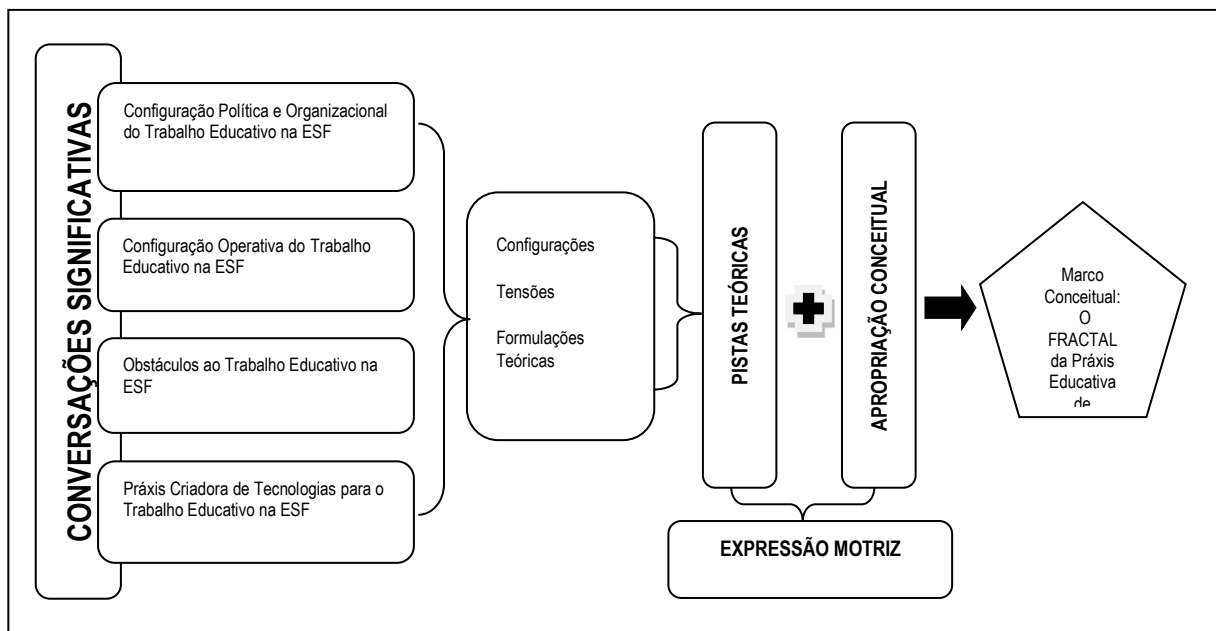 CONVERSAÇÕES SIGNIFICATIVAS
Configuração Política e Organizacional
do Trabalho Educativo na ESF
Configuração Operativa do Trabalho
Educativo na ESF
Obstáculos ao Trabalho Educativo na
ESF
Práxis Criadora de Tecnologias para o
Trabalho Educativo na ESF
Configurações
Tensões
Formulações
Teóricas
PISTAS TEÓRICAS
APROPRIAÇÃO CONCEITUAL
EXPRESSÃO MOTRIZ
Marco
Conceitual:
O
FRACTAL
da Práxis
Educativa
de